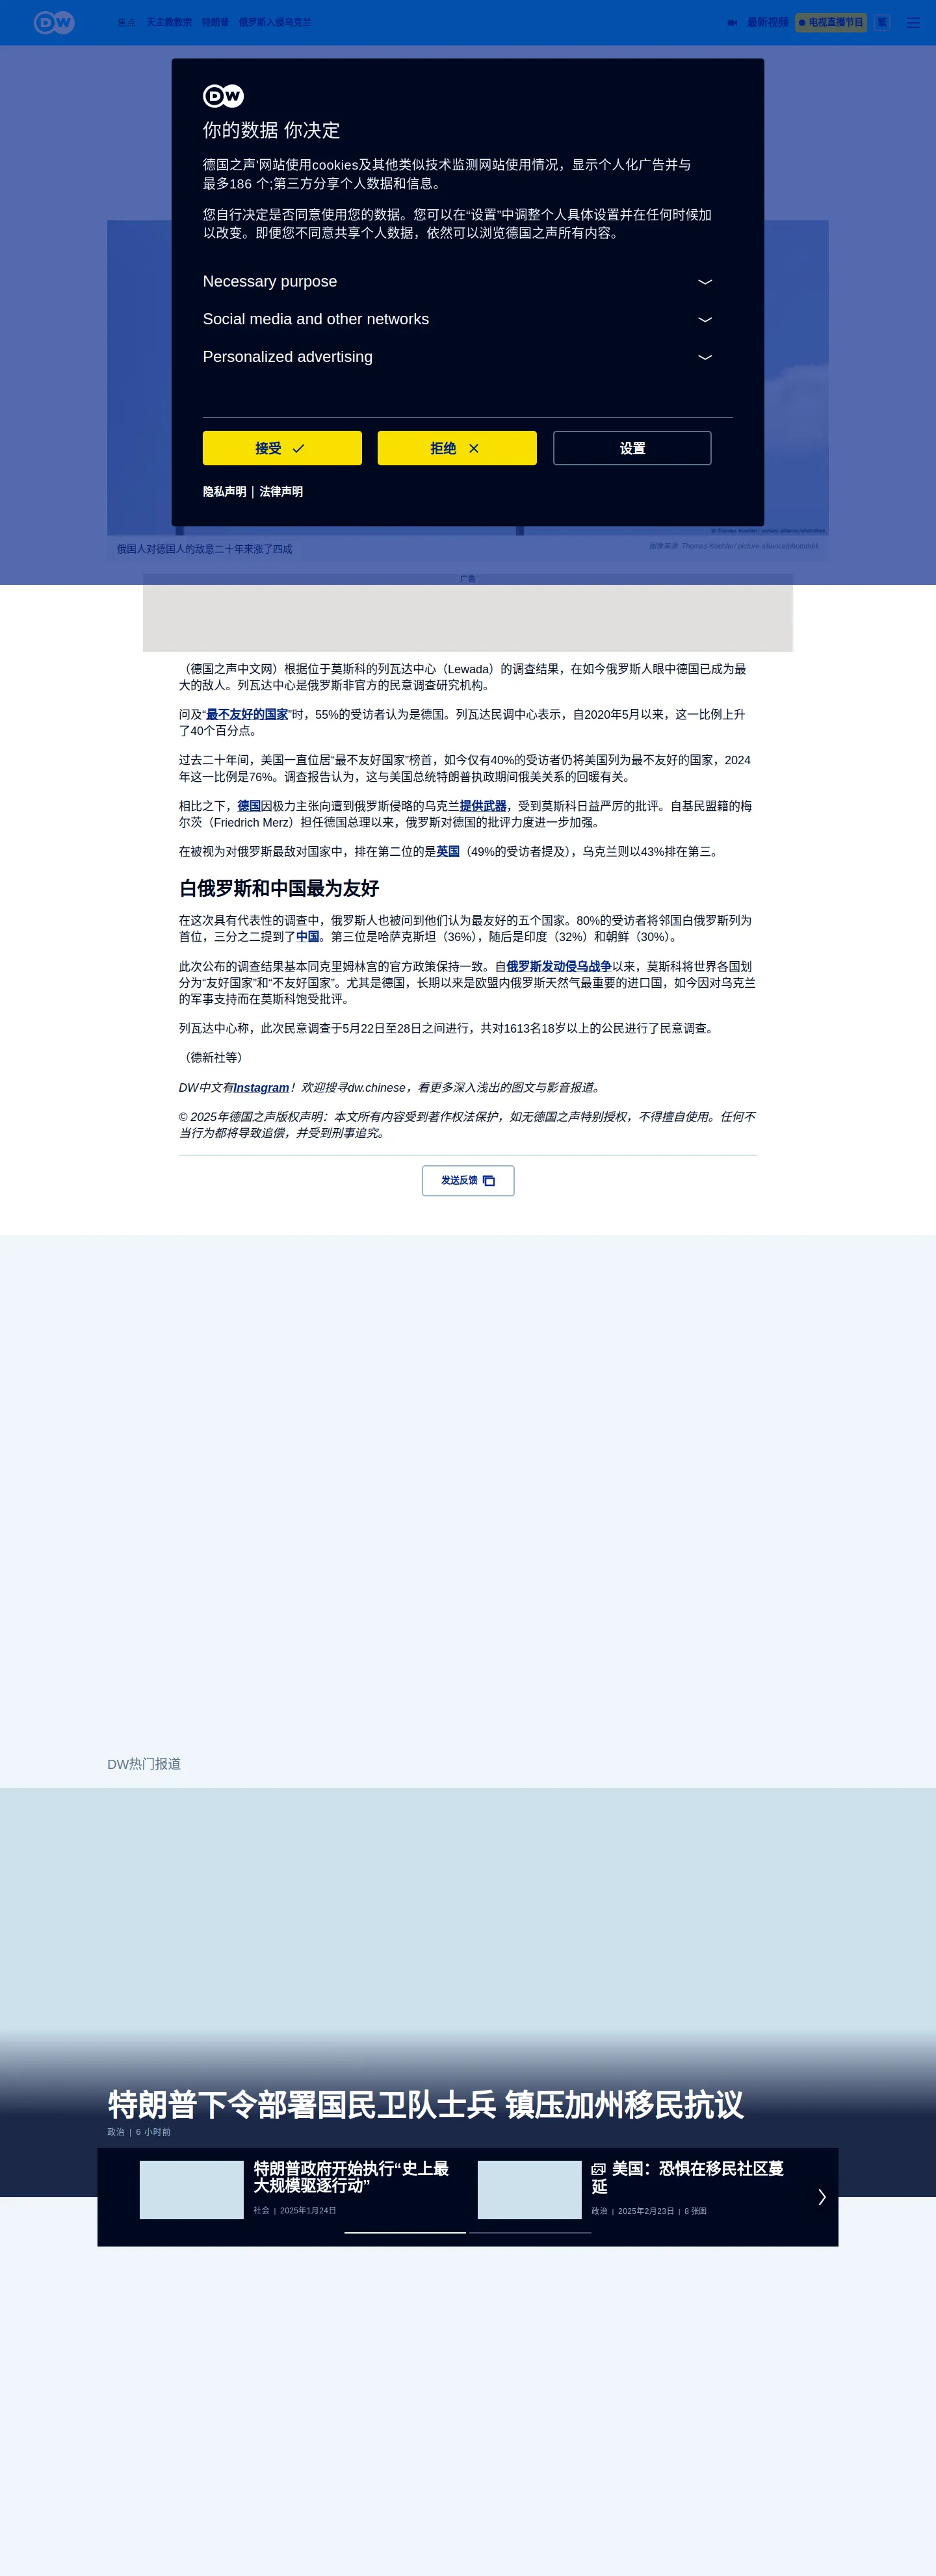 DW
焦点 天主教教宗 特朗普 俄罗斯入侵乌克兰
最新视频 电视直播节目 繁
DW
你的数据 你决定
德国之声'网站使用cookies及其他类似技术监测网站使用情况，显示个人化广告并与
最多186 个;第三方分享个人数据和信息。
您自行决定是否同意使用您的数据。您可以在“设置”中调整个人具体设置并在任何时候加
以改变。即便您不同意共享个人数据，依然可以浏览德国之声所有内容。
Necessary purpose
Social media and other networks
Personalized advertising
接受 拒绝 设置
隐私声明 | 法律声明
© Thomas Koehler/ picture alliance/photothek
俄国人对德国人的敌意二十年来涨了四成
图像来源: Thomas Koehler/ picture alliance/photothek
广告
（德国之声中文网）根据位于莫斯科的列瓦达中心（Lewada）的调查结果，在如今俄罗斯人眼中德国已成为最
大的敌人。列瓦达中心是俄罗斯非官方的民意调查研究机构。
问及“最不友好的国家”时，55%的受访者认为是德国。列瓦达民调中心表示，自2020年5月以来，这一比例上升
了40个百分点。
过去二十年间，美国一直位居“最不友好国家”榜首，如今仅有40%的受访者仍将美国列为最不友好的国家，2024
年这一比例是76%。调查报告认为，这与美国总统特朗普执政期间俄美关系的回暖有关。
相比之下，德国因极力主张向遭到俄罗斯侵略的乌克兰提供武器，受到莫斯科日益严厉的批评。自基民盟籍的梅
尔茨（Friedrich Merz）担任德国总理以来，俄罗斯对德国的批评力度进一步加强。
在被视为对俄罗斯最敌对国家中，排在第二位的是英国（49%的受访者提及），乌克兰则以43%排在第三。
白俄罗斯和中国最为友好
在这次具有代表性的调查中，俄罗斯人也被问到他们认为最友好的五个国家。80%的受访者将邻国白俄罗斯列为
首位，三分之二提到了中国。第三位是哈萨克斯坦（36%），随后是印度（32%）和朝鲜（30%）。
此次公布的调查结果基本同克里姆林宫的官方政策保持一致。自俄罗斯发动侵乌战争以来，莫斯科将世界各国划
分为“友好国家”和“不友好国家”。尤其是德国，长期以来是欧盟内俄罗斯天然气最重要的进口国，如今因对乌克兰
的军事支持而在莫斯科饱受批评。
列瓦达中心称，此次民意调查于5月22日至28日之间进行，共对1613名18岁以上的公民进行了民意调查。
（德新社等）
DW中文有Instagram！欢迎搜寻dw.chinese，看更多深入浅出的图文与影音报道。
© 2025年德国之声版权声明：本文所有内容受到著作权法保护，如无德国之声特别授权，不得擅自使用。任何不
当行为都将导致追偿，并受到刑事追究。
发送反馈
DW热门报道
特朗普下令部署国民卫队士兵 镇压加州移民抗议
政治 | 6 小时前
特朗普政府开始执行“史上最
大规模驱逐行动”
社会 | 2025年1月24日
美国：恐惧在移民社区蔓
延
政治 | 2025年2月23日 | 8 张图